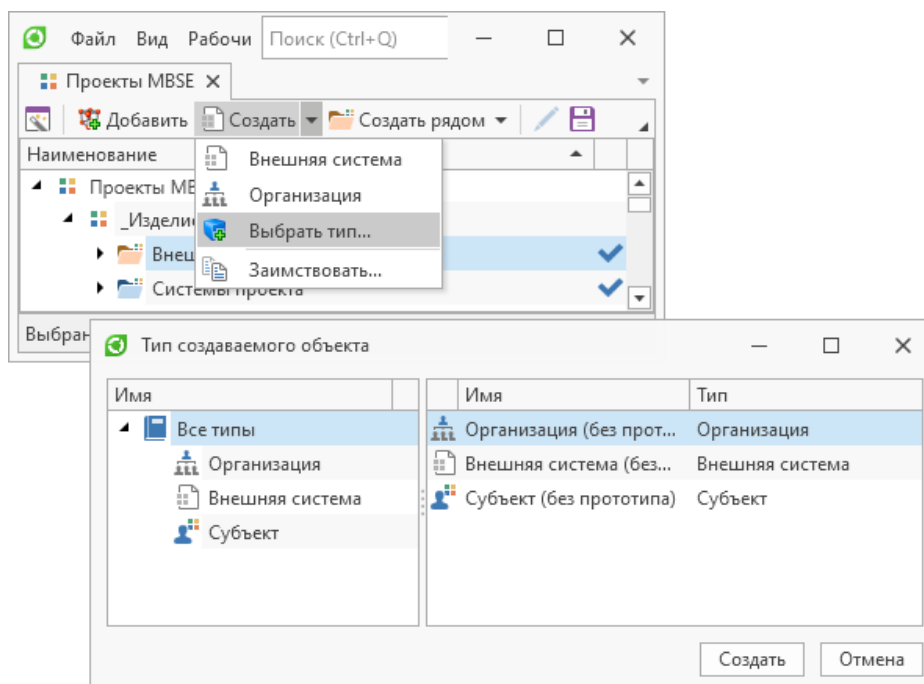 Файл Вид Рабочи Поиск (Ctrl+Q)
Проекты MBSE
Добавить Создать Создать рядом
Наименование
Внешняя система
Проекты МВ
Организация
_Издели
Выбрать тип...
Внеш
Заимствовать...
Системы проекта
Выбран
Тип создаваемого объекта
Имя Имя Тип
Все типы Организация (без прот... Организация
Организация Внешняя система (без... Внешняя система
Внешняя система Субъект (без прототипа) Субъект
Субъект
Создать Отмена